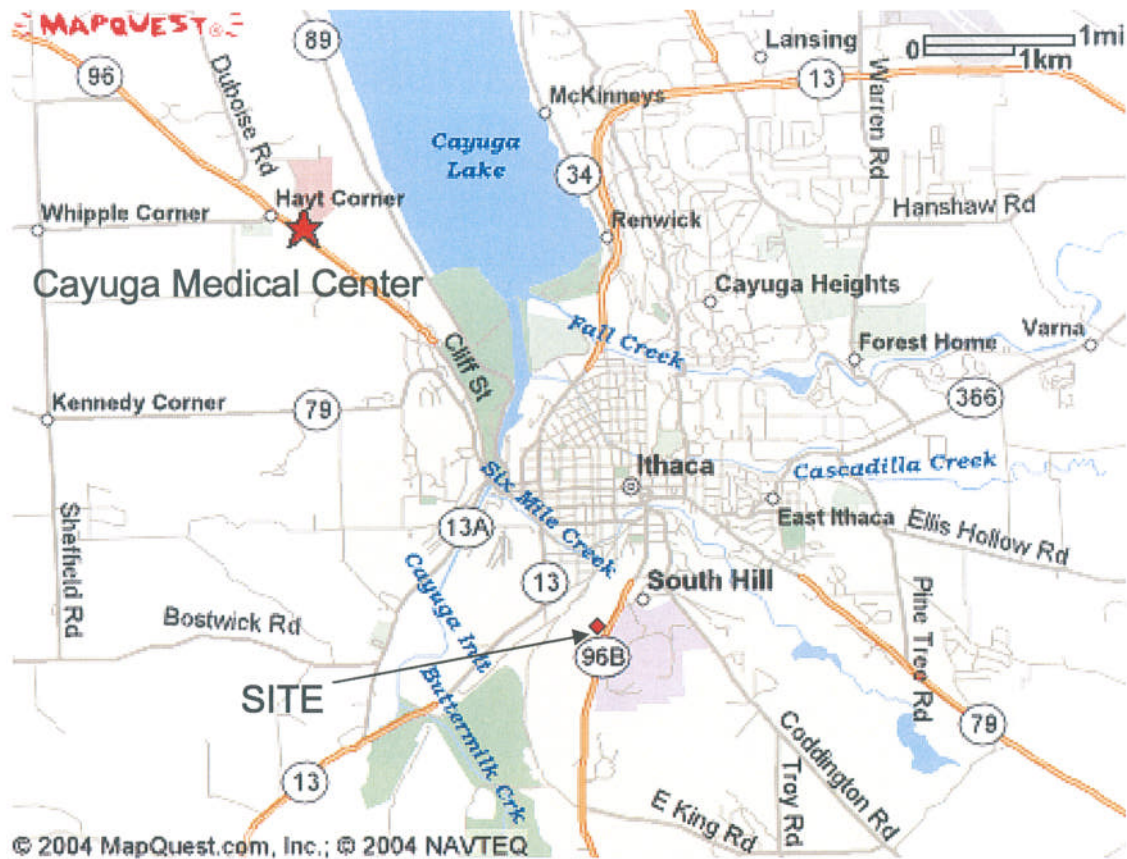 MAPQUEST®
89
Lansing
0 1mi
1km
96
Duboise Rd
13
Warren Rd
McKinneys
Cayuga
Lake
34
Hayt Corner
Whipple Corner
Renwick
Hanshaw Rd
Cayuga Medical Center
Cayuga Heights
Fall Creek
Forest Home
Varna
Cliff St
Kennedy Corner
79
366
Ithaca
Six Mile Creek
Cascadilla Creek
Sheffield Rd
13A
East Ithaca
Ellis Hollow Rd
Cayuga Inlt
13
South Hill
Bostwick Rd
Pine Tree Rd
96B
SITE
Buttermilk Crk
79
Coddington Rd
13
Troy Rd
E King Rd
© 2004 MapQuest.com, Inc.; © 2004 NAVTEQ